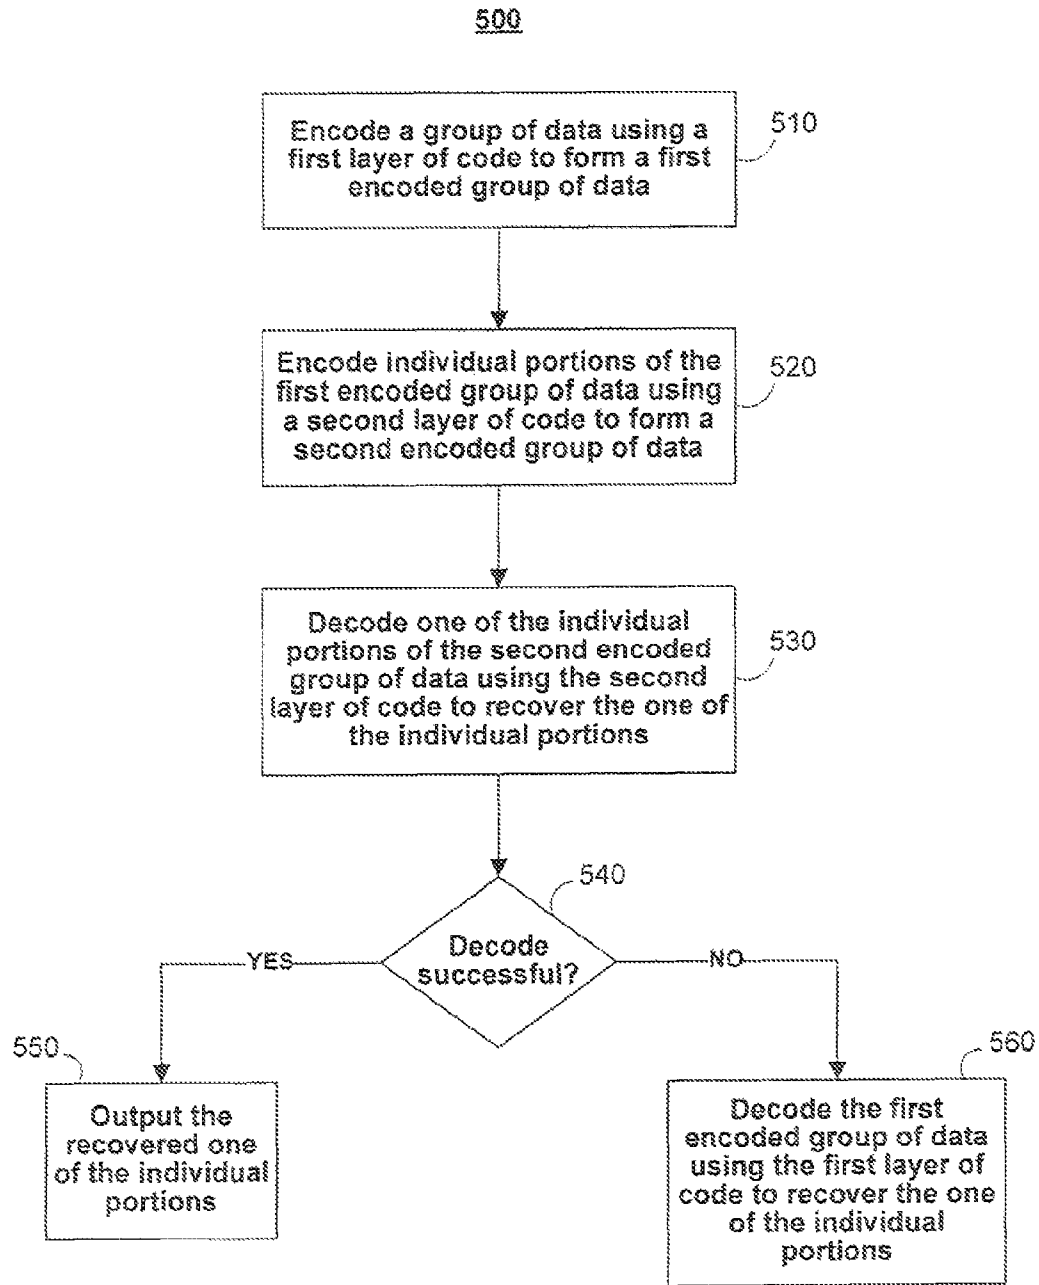 500
Encode a group of data using a
first layer of code to form a first
encoded group of data
510
Encode individual portions of the
first encoded group of data using
a second layer of code to form a
second encoded group of data
520
Decode one of the individual
portions of the second encoded
group of data using the second
layer of code to recover the one of
the individual portions
530
540
Decode
successful?
YES
NO
550
Output the
recovered one
of the individual
portions
560
Decode the first
encoded group of data
using the first layer of
code to recover the one
of the individual
portions